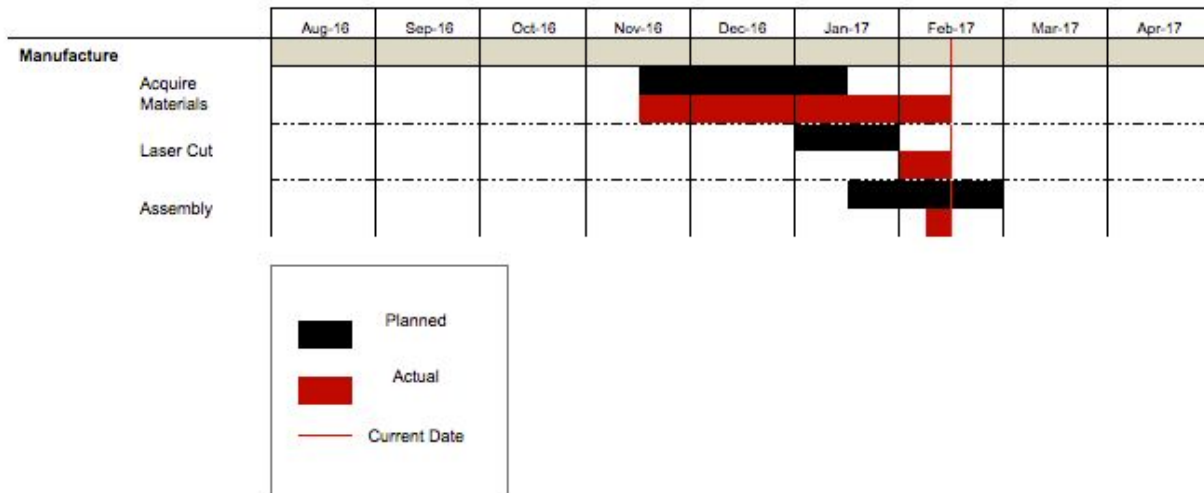 Aug-16 Sep-16 Oct-16 Nov-16 Dec-16 Jan-17 Feb-17 Mar-17 Apr-17
Manufacture
Acquire
Materials
Laser Cut
Assembly
Planned
Actual
Current Date